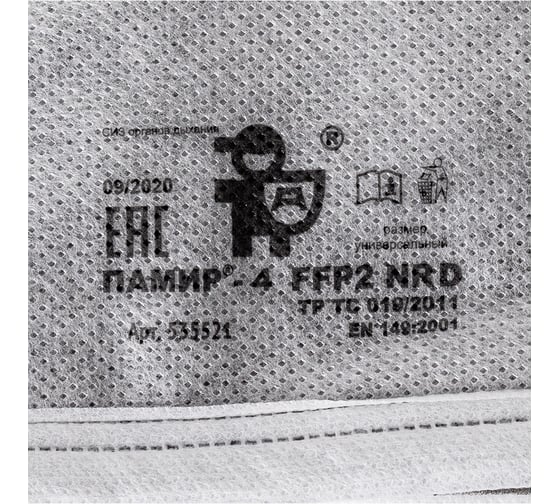 СИЗ органов дыхания
®
09/2020
размер
универсальный
EAC
ПАМИР®-4 FFP2 NRD
ТР ТС 019/2011
Арт. 535521
EN 149:2001